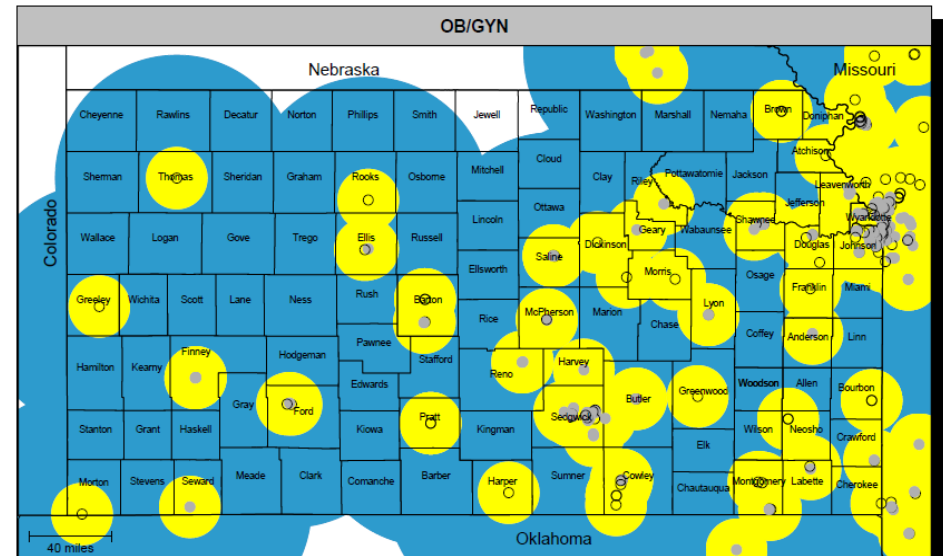 OB/GYN
Nebraska
Missouri
Cheyenne Rawlins Decatur Norton Phillips Smith Jewell Republic Washington Marshall Nemaha Brown Doniphan
Atchison
Sherman Thomas Sheridan Graham Rooks Osborne Mitchell Cloud Clay Riley Pottawatomie Jackson Jefferson Leavenworth
Wyandotte
Colorado
Wallace Logan Gove Trego Ellis Russell Lincoln Ottawa Dickinson Geary Wabaunsee Shawnee Douglas Johnson
Ellsworth Saline Morris Osage
Greeley Wichita Scott Lane Ness Rush Barton Rice McPherson Marion Chase Lyon Franklin Miami
Coffey Anderson Linn
Hamilton Kearny Finney Hodgeman Pawnee Stafford Reno Harvey
Gray Ford Edwards Sedgwick Butler Greenwood Woodson Allen Bourbon
Stanton Grant Haskell Kiowa Pratt Kingman Elk Wilson Neosho Crawford
Morton Stevens Seward Meade Clark Comanche Barber Harper Sumner Cowley Chautauqua Montgomery Labette Cherokee
40 miles
Oklahoma